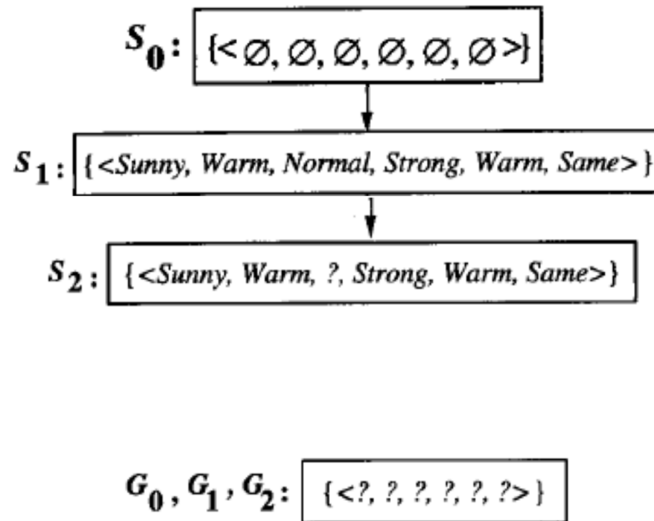 S0: {<∅, ∅, ∅, ∅, ∅, ∅>}
S1: {<Sunny, Warm, Normal, Strong, Warm, Same>}
S2: {<Sunny, Warm, ?, Strong, Warm, Same>}
G0, G1, G2: {<?, ?, ?, ?, ?, ?>}